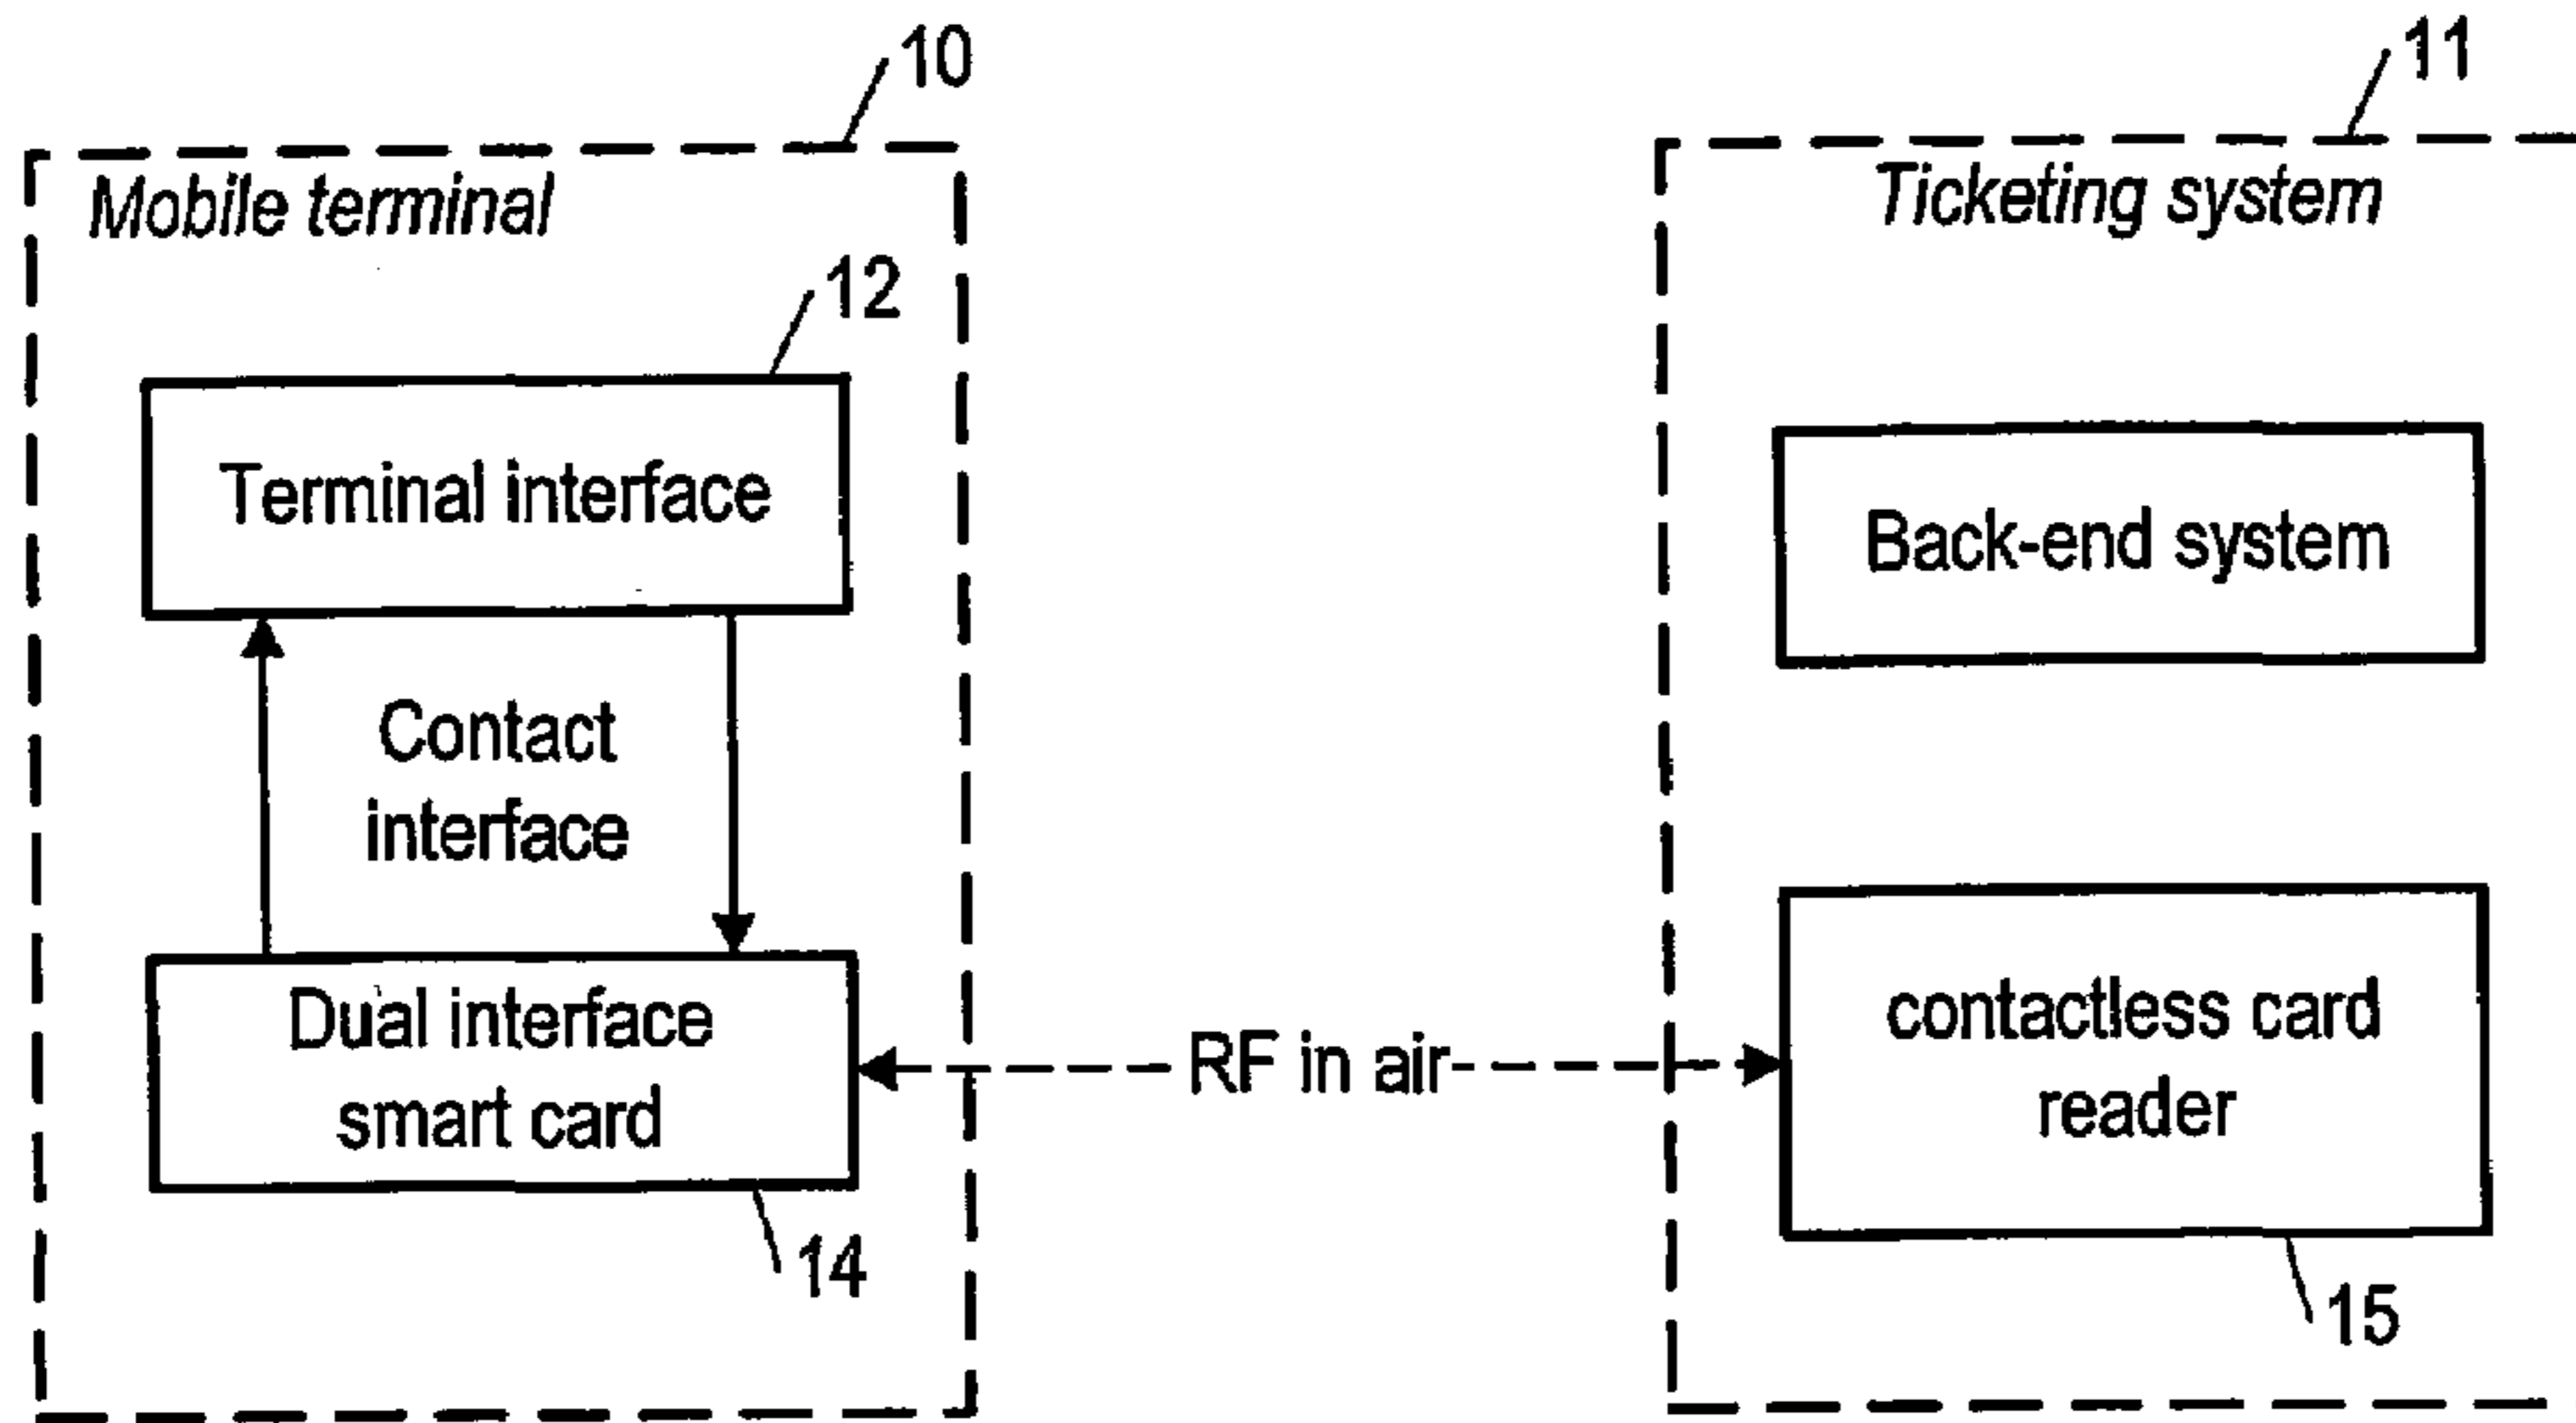 10
Mobile terminal
12
Terminal interface
Contact
interface
Dual interface
smart card
14
RF in air
11
Ticketing system
Back-end system
contactless card
reader
15